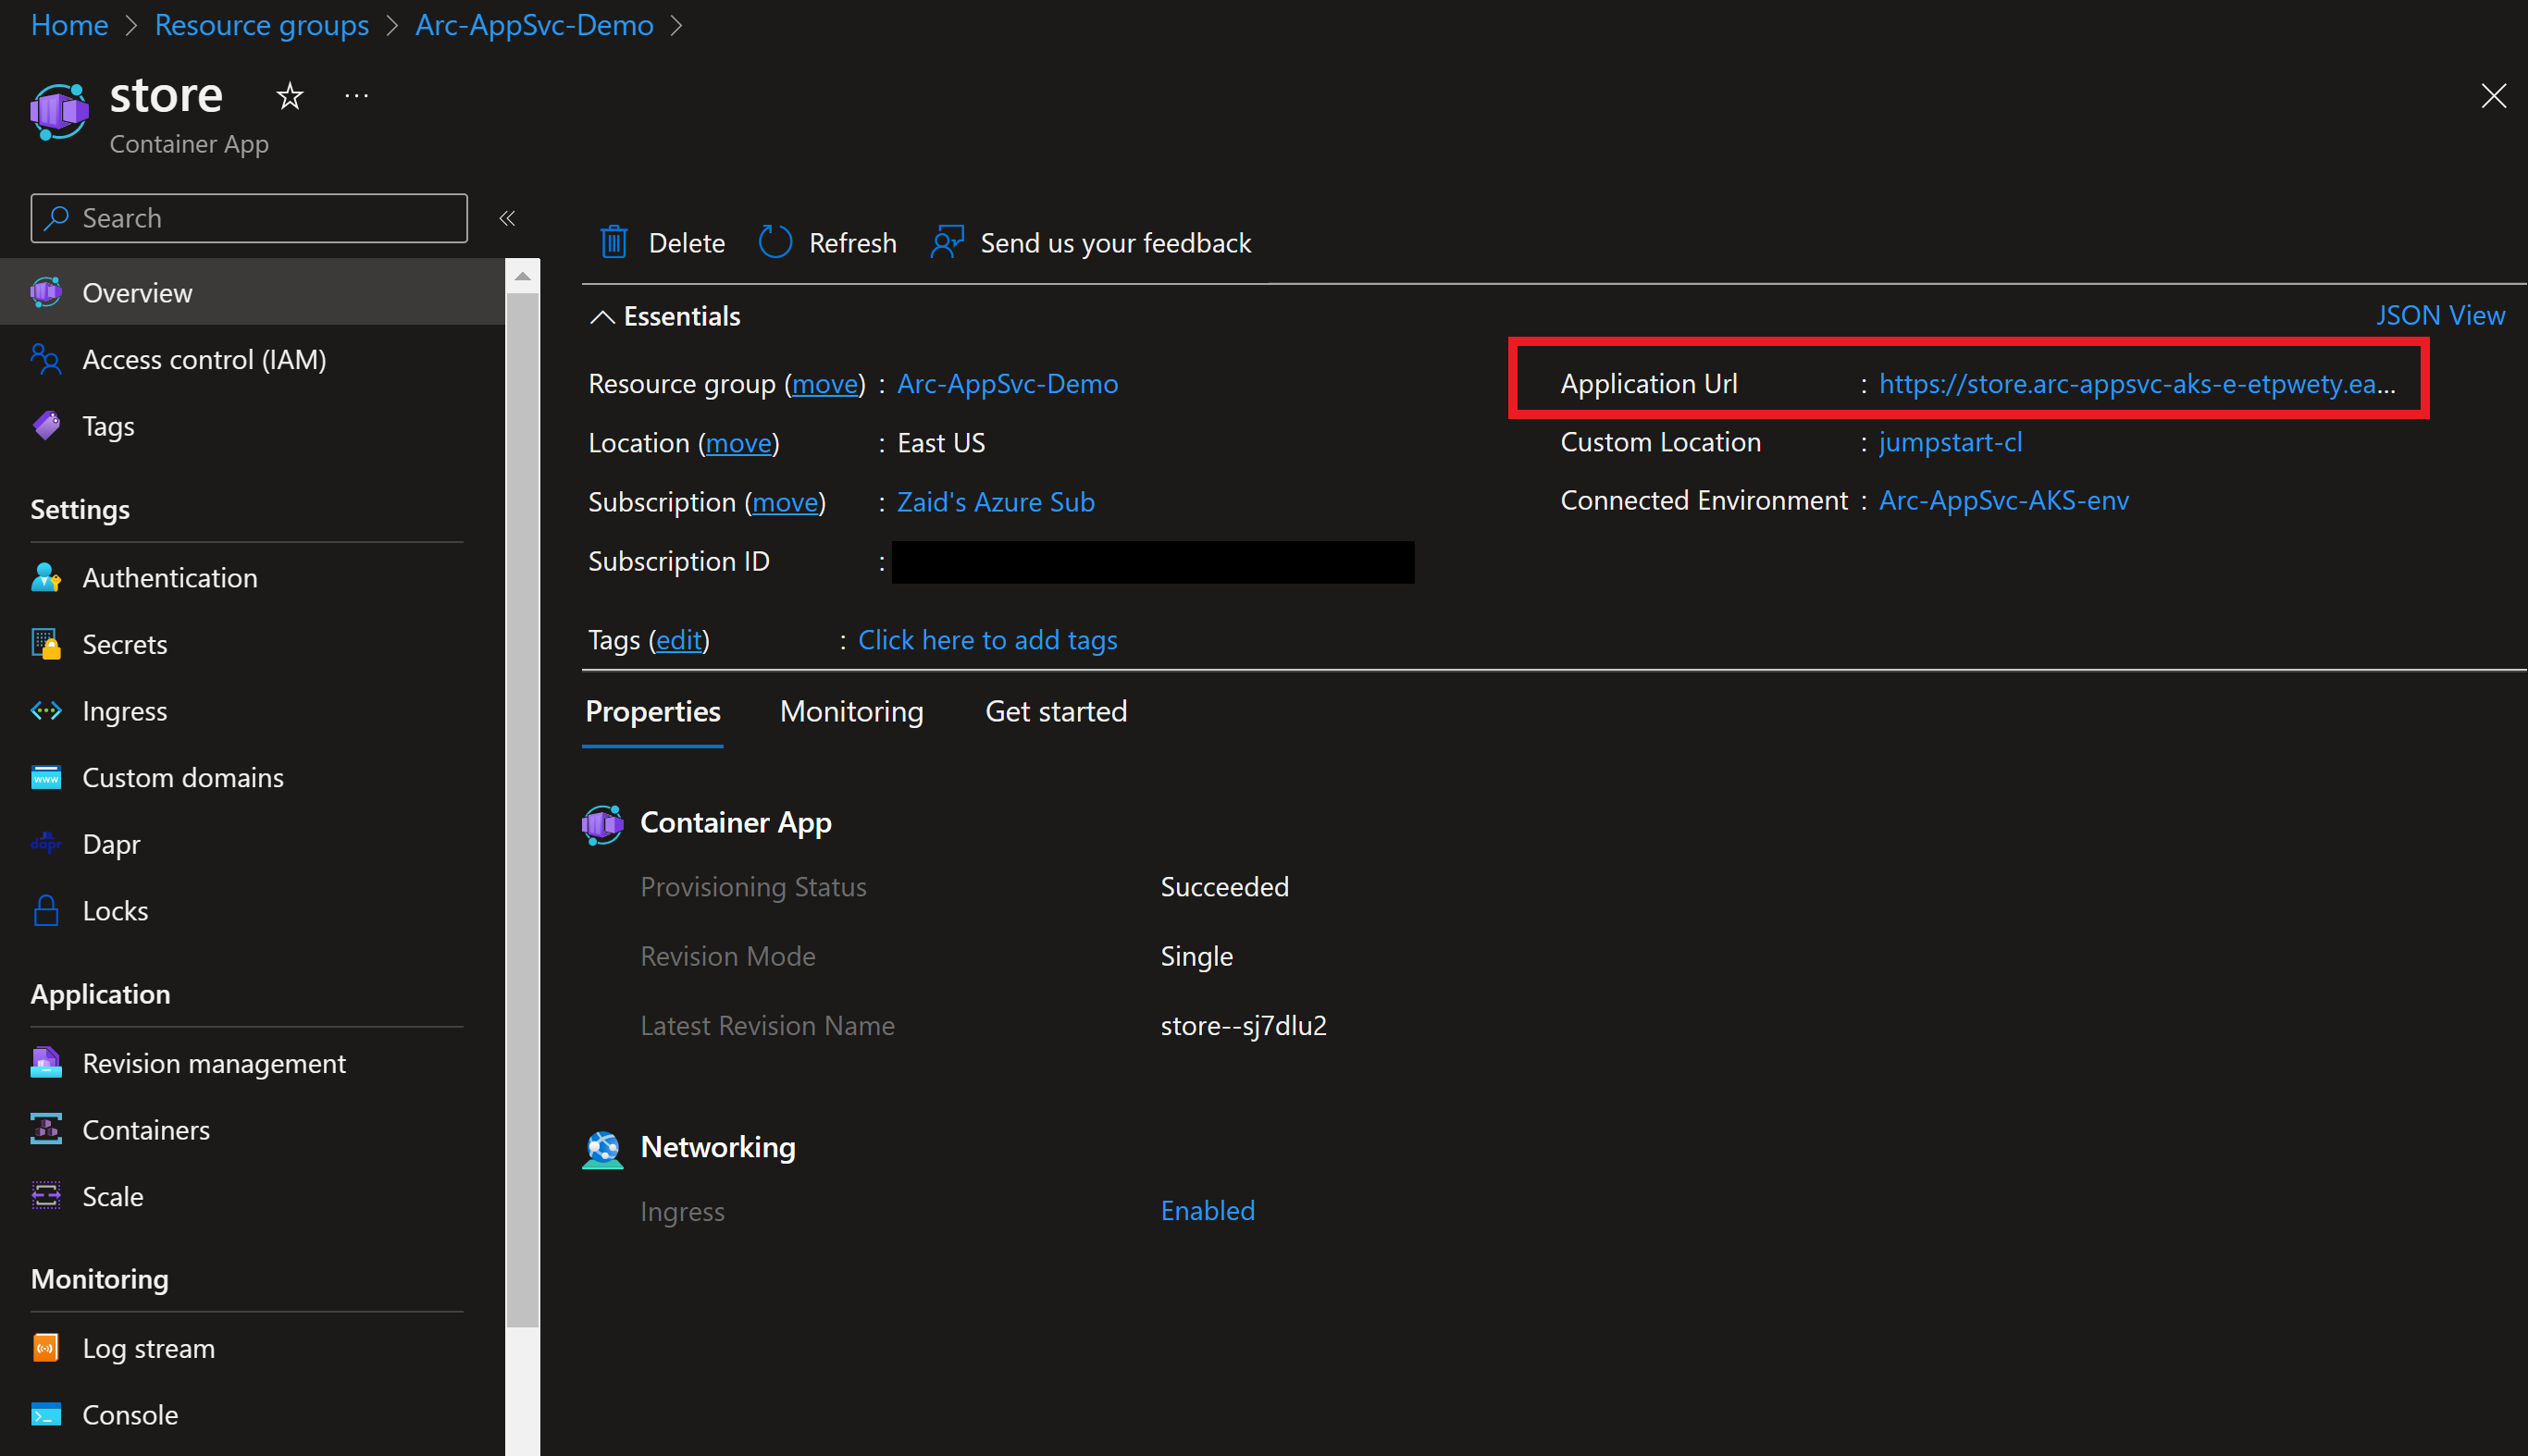 Home > Resource groups > Arc-AppSvc-Demo >
store
Container App
Search
Overview
Access control (IAM)
Tags
Settings
Authentication
Secrets
Ingress
Custom domains
Dapr
Locks
Application
Revision management
Containers
Scale
Monitoring
Log stream
Console
Delete Refresh Send us your feedback
Essentials JSON View
Resource group (move) : Arc-AppSvc-Demo
Location (move) : East US
Subscription (move) : Zaid's Azure Sub
Subscription ID :
Application Url : https://store.arc-appsvc-aks-e-etpwety.ea...
Custom Location : jumpstart-cl
Connected Environment : Arc-AppSvc-AKS-env
Tags (edit) : Click here to add tags
Properties Monitoring Get started
Container App
Provisioning Status Succeeded
Revision Mode Single
Latest Revision Name store--sj7dlu2
Networking
Ingress Enabled